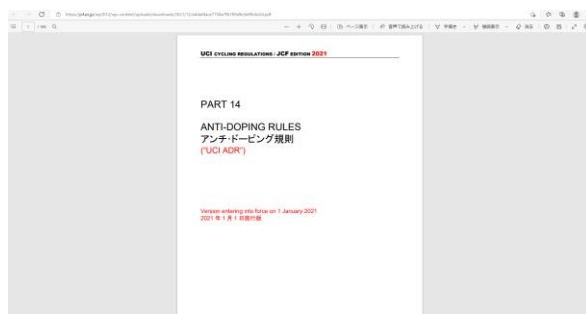 UCI CYCLING REGULATIONS / JCF EDITION 2021
PART 14
ANTI-DOPING RULES
アンチ・ドーピング規則
("UCI ADR")
Version entering into force on 1 January 2021
2021 年 1 月 1 日施行版